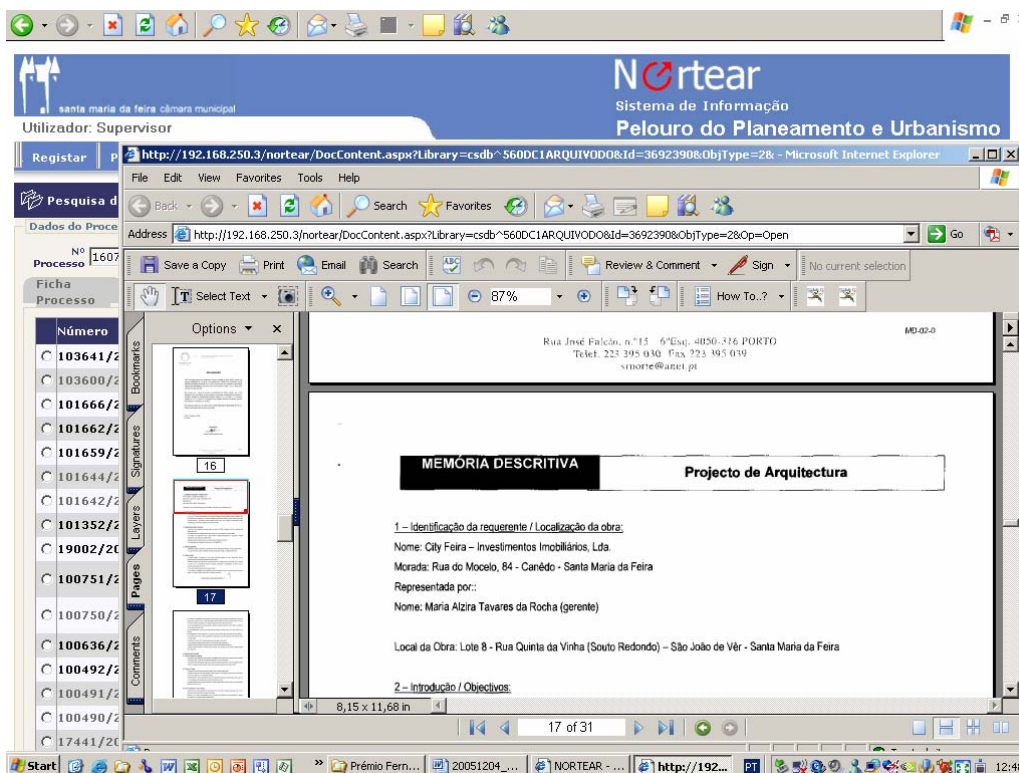 santa maria da feira câmara municipal
Nortear
Sistema de Informação
Pelouro do Planeamento e Urbanismo
Utilizador: Supervisor
Registar P
http://192.168.250.3/nortear/DocContent.aspx?Library=csdb^560DC1ARQUIVODO&Id=3692390&ObjType=2& - Microsoft Internet Explorer
File Edit View Favorites Tools Help
Pesquisa d
Back Search Favorites
Dados do Proce
Address http://192.168.250.3/nortear/DocContent.aspx?Library=csdb^560DC1ARQUIVODO&Id=3692390&ObjType=2&Op=Open Go
Nº Processo 1607
Save a Copy Print Email Search Review & Comment Sign No current selection
Ficha Processo
Select Text 87% How To..?
Número
103641/2
103600/2
101666/2
101662/2
101659/2
101644/2
101642/2
101352/2
19002/20
100751/2
100750/2
100636/2
100492/2
100491/2
100490/2
17441/20
Bookmarks
Signatures
Layers
Pages
Comments
Options x
16
17
Rua José Falcão, n.º15 6ºEsq. 4050-316 PORTO
Telef. 223 395 030 Fax 223 395 039
srnorte@anet.pt
MD-02-0
MEMÓRIA DESCRITIVA Projecto de Arquitectura
1 – Identificação da requerente / Localização da obra:
Nome: City Feira – Investimentos Imobiliários, Lda.
Morada: Rua do Mocelo, 84 - Canêdo - Santa Maria da Feira
Representada por::
Nome: Maria Alzira Tavares da Rocha (gerente)
Local da Obra: Lote 8 - Rua Quinta da Vinha (Souto Redondo) – São João de Vêr - Santa Maria da Feira
2 – Introdução / Objectivos:
8,15 x 11,68 in
17 of 31
Start » Prémio Fern... 20051204_... NORTEAR - ... http://192... PT 12:48